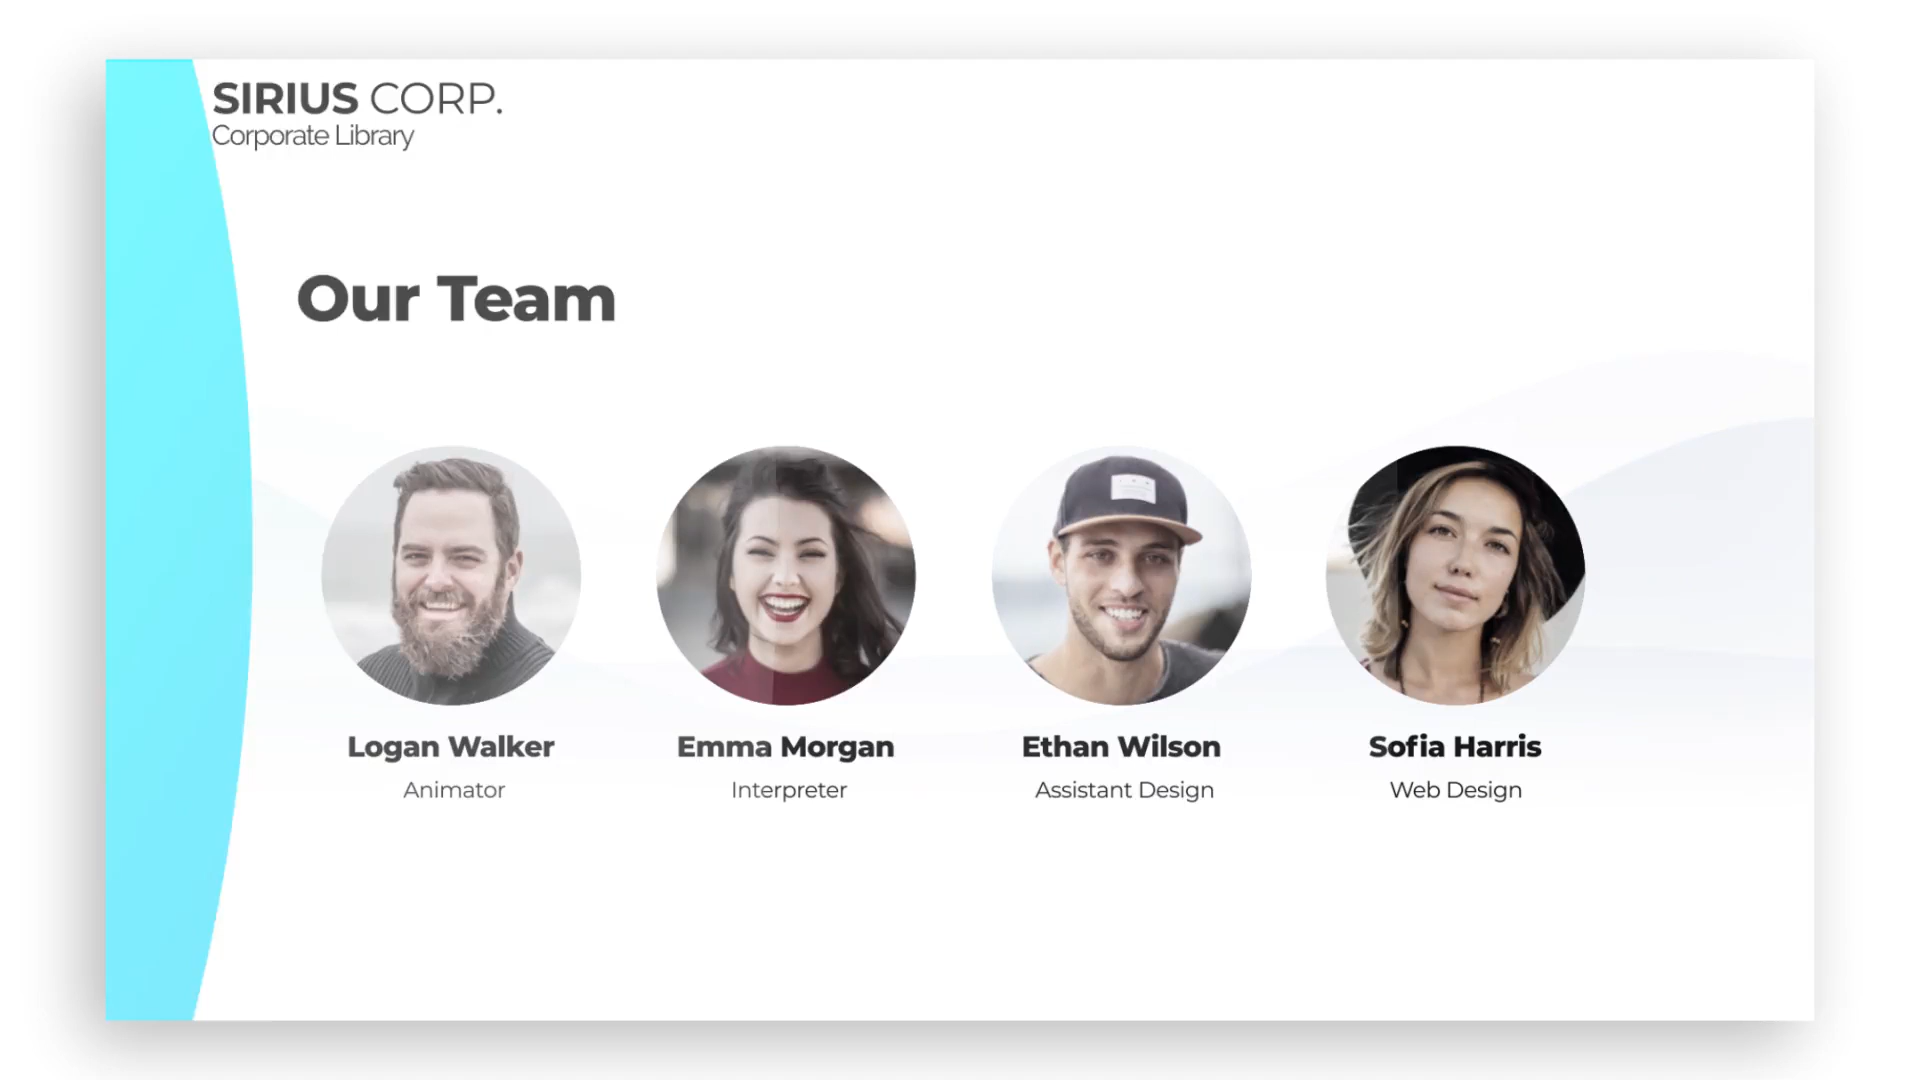 SIRIUS CORP.
Corporate Library
Our Team
Logan Walker
Animator
Emma Morgan
Interpreter
Ethan Wilson
Assistant Design
Sofia Harris
Web Design